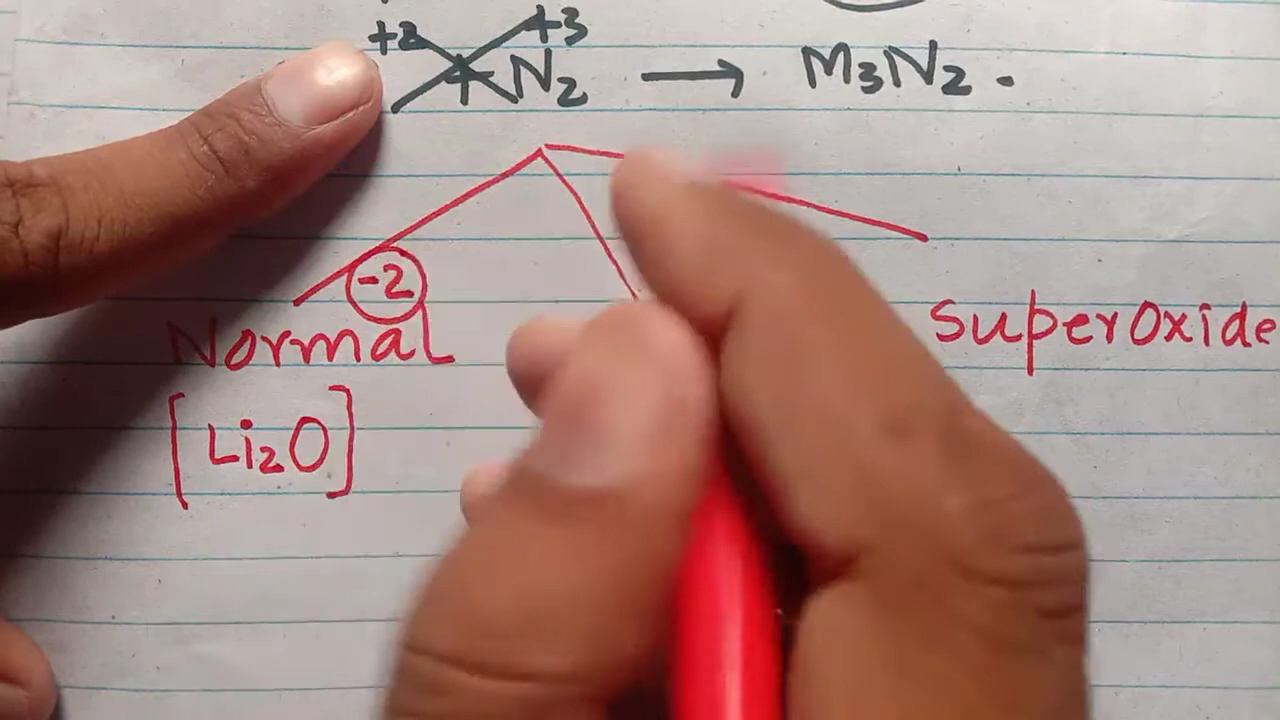 +2 +3
+ N₂ → M₃N₂.
-2
Normal
Superoxide
[Li₂O]